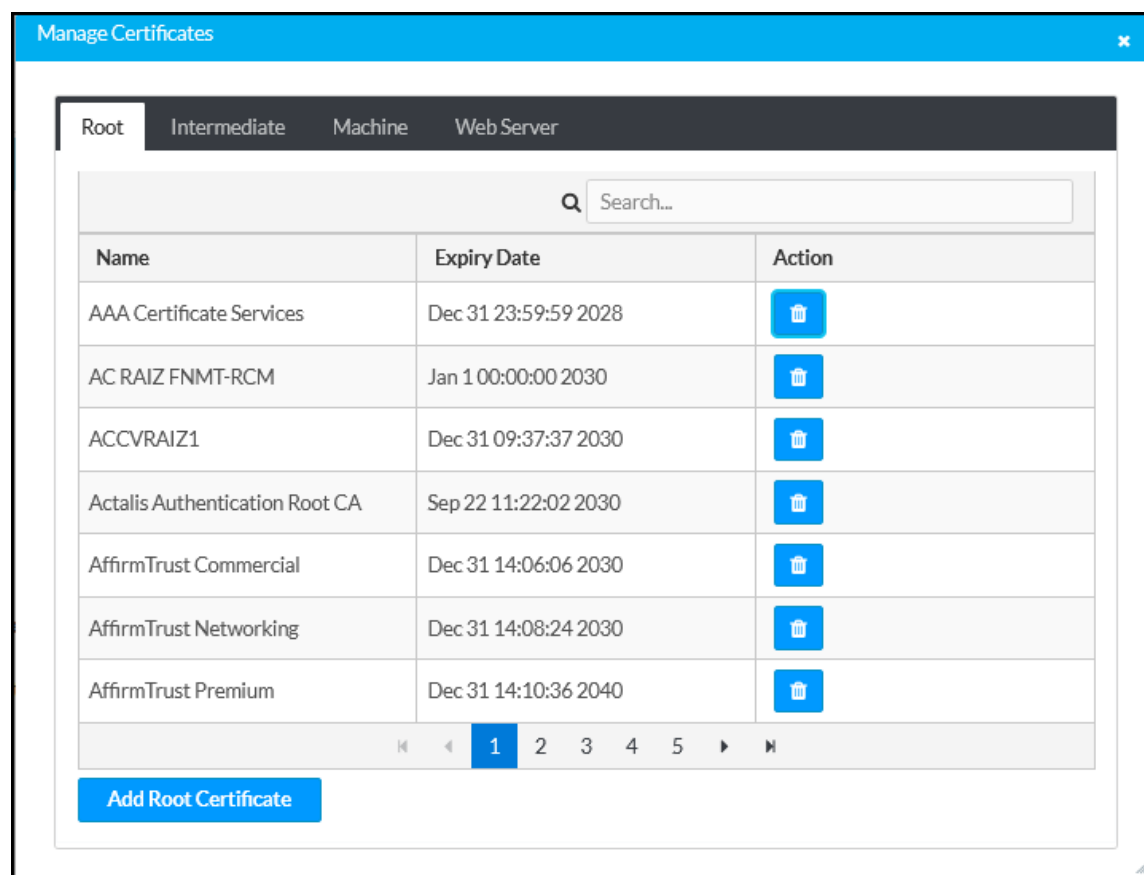 Manage Certificates
Root Intermediate Machine Web Server
Search...
Name Expiry Date Action
AAA Certificate Services Dec 31 23:59:59 2028
AC RAIZ FNMT-RCM Jan 1 00:00:00 2030
ACCVRAIZ1 Dec 31 09:37:37 2030
Actalis Authentication Root CA Sep 22 11:22:02 2030
AffirmTrust Commercial Dec 31 14:06:06 2030
AffirmTrust Networking Dec 31 14:08:24 2030
AffirmTrust Premium Dec 31 14:10:36 2040
1 2 3 4 5
Add Root Certificate